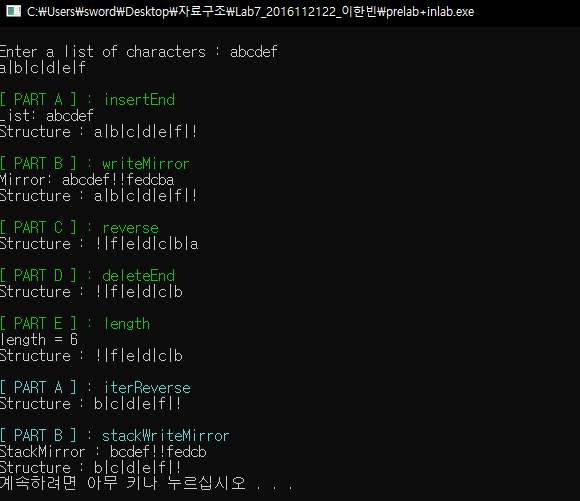 C:₩Users₩sword₩Desktop₩자료구조₩Lab7_2016112122_이한빈₩prelab+inlab.exe
Enter a list of characters : abcdef
a|b|c|d|e|f
[ PART A ] : insertEnd
List: abcdef
Structure : a|b|c|d|e|f|!
[ PART B ] : writeMirror
Mirror: abcdef!!fedcba
Structure : a|b|c|d|e|f|!
[ PART C ] : reverse
Structure : !|f|e|d|c|b|a
[ PART D ] : deleteEnd
Structure : !|f|e|d|c|b
[ PART E ] : length
length = 6
Structure : !|f|e|d|c|b
[ PART A ] : iterReverse
Structure : b|c|d|e|f|!
[ PART B ] : stackWriteMirror
StackMirror : bcdef!!fedcb
Structure : b|c|d|e|f|!
계속하려면 아무 키나 누르십시오 . . .